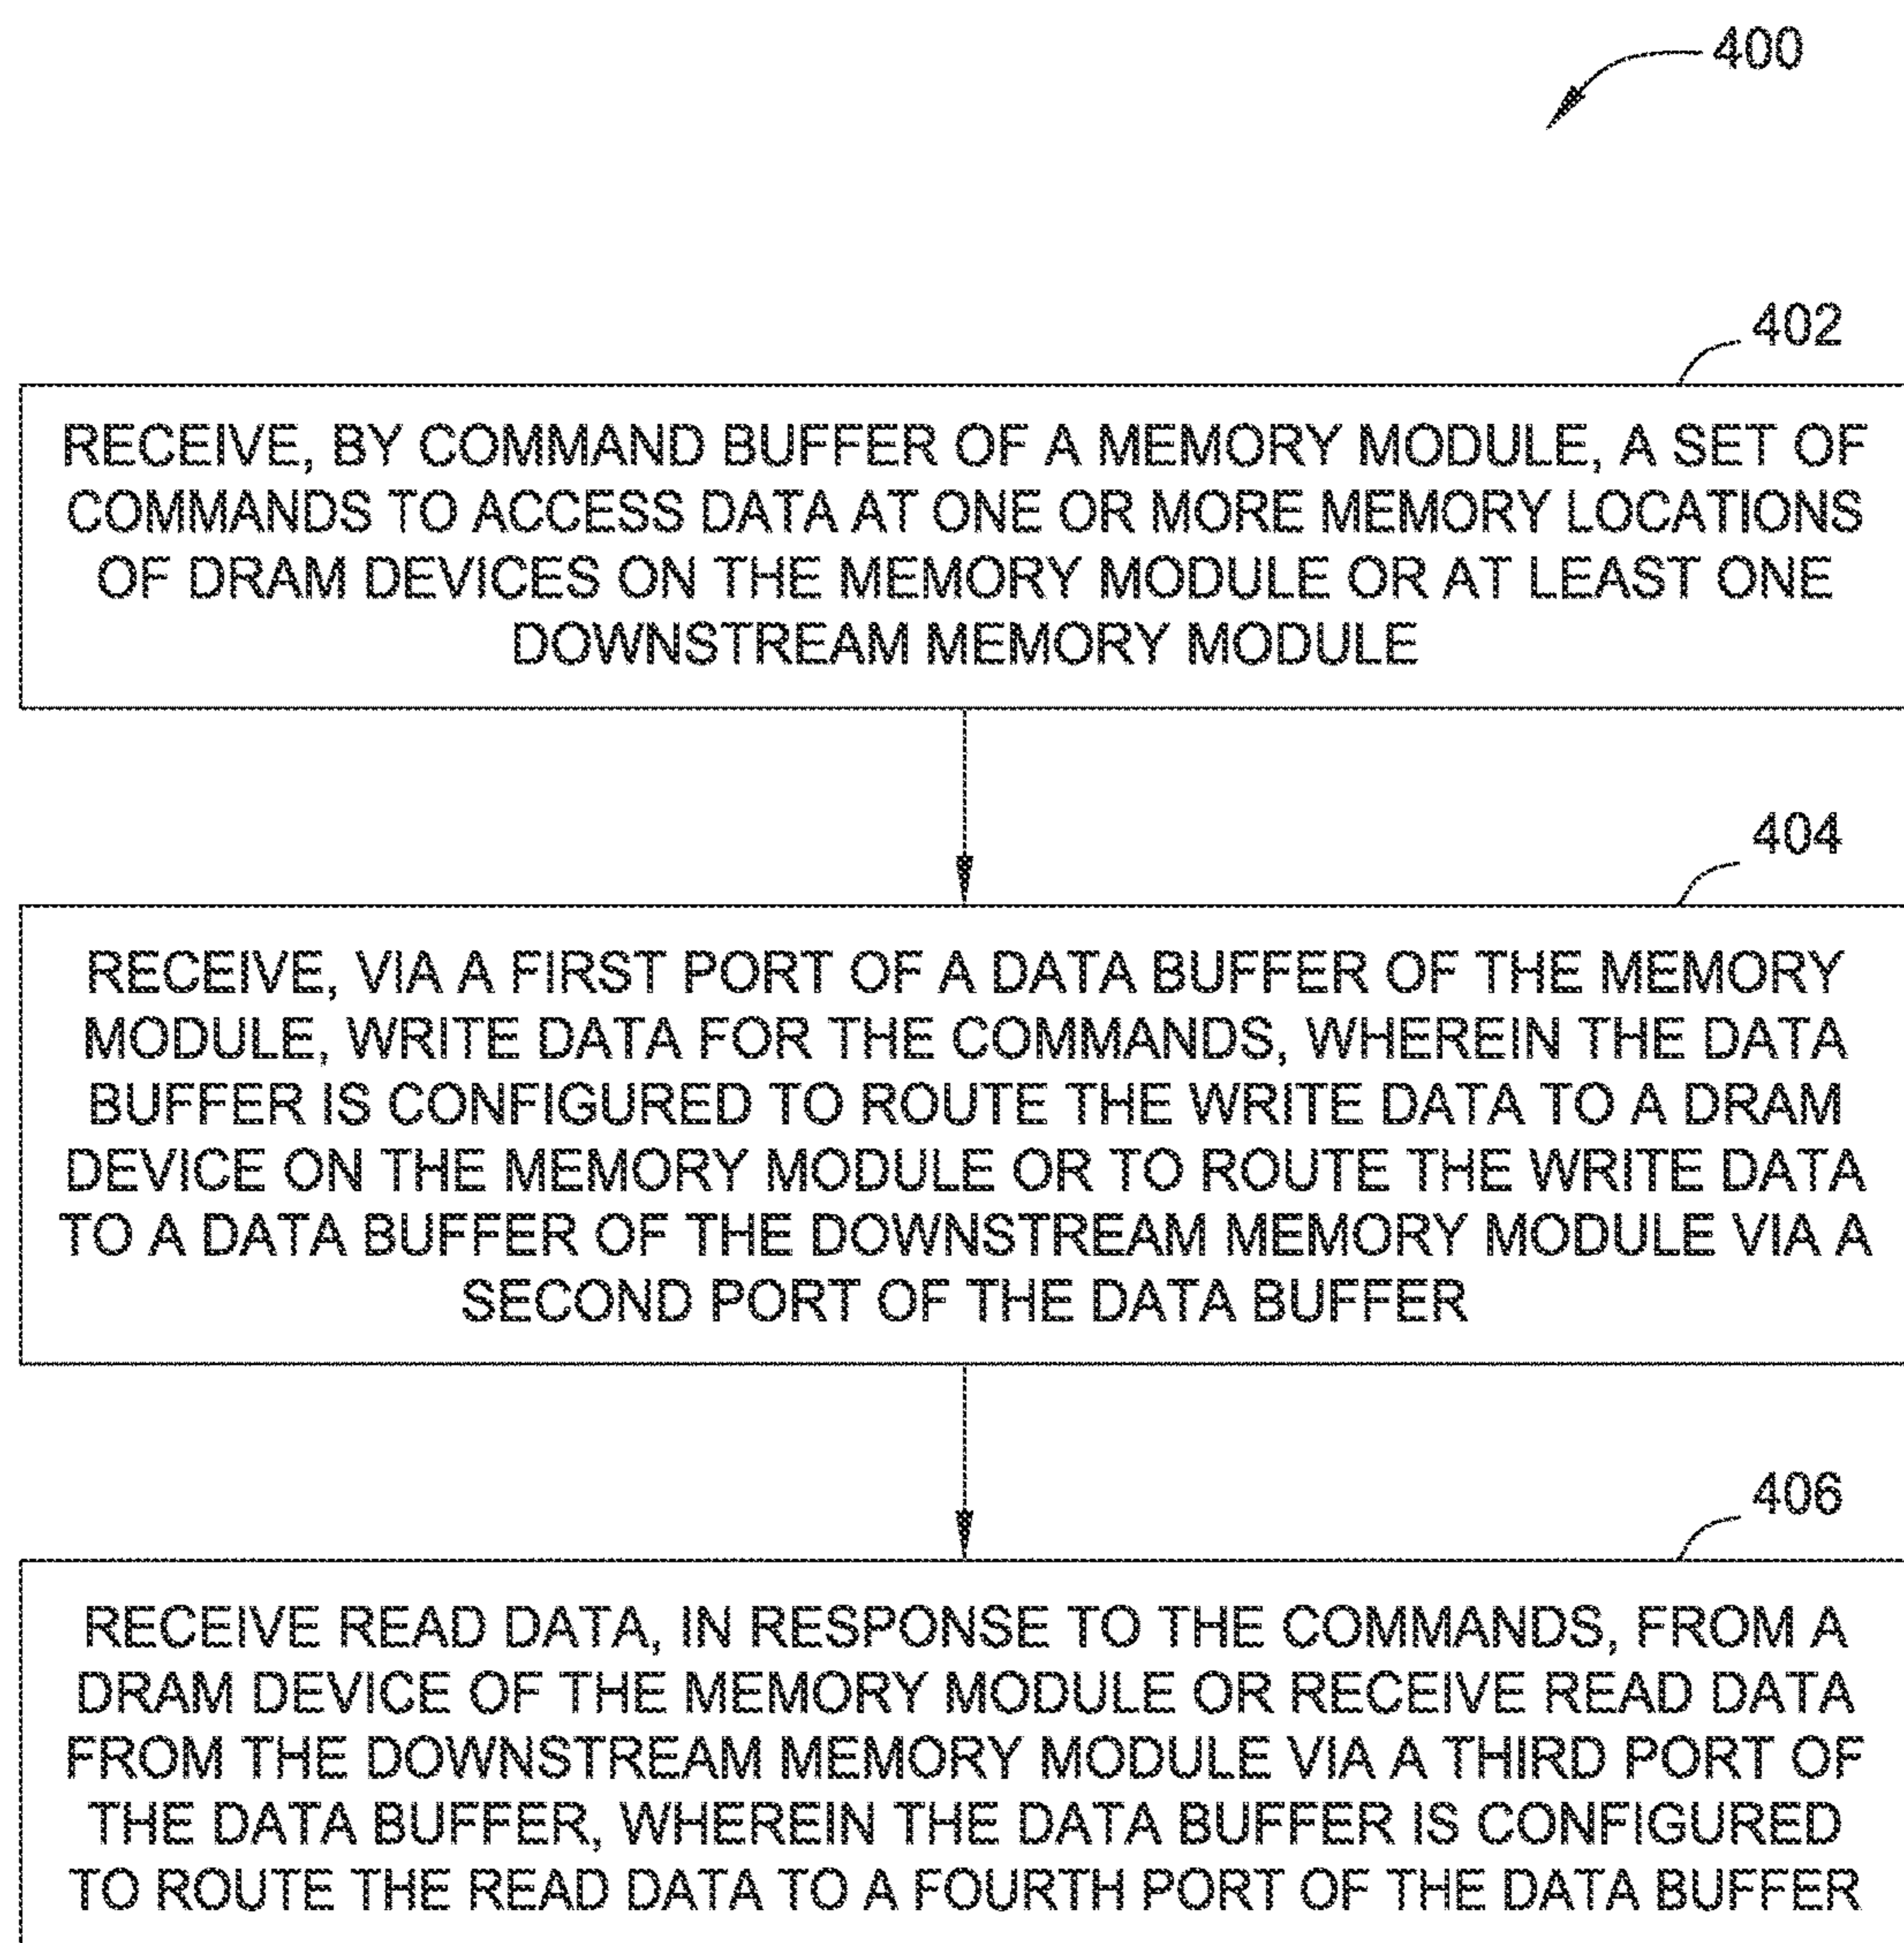 400
402
RECEIVE, BY COMMAND BUFFER OF A MEMORY MODULE, A SET OF
COMMANDS TO ACCESS DATA AT ONE OR MORE MEMORY LOCATIONS
OF DRAM DEVICES ON THE MEMORY MODULE OR AT LEAST ONE
DOWNSTREAM MEMORY MODULE
404
RECEIVE, VIA A FIRST PORT OF A DATA BUFFER OF THE MEMORY
MODULE, WRITE DATA FOR THE COMMANDS, WHEREIN THE DATA
BUFFER IS CONFIGURED TO ROUTE THE WRITE DATA TO A DRAM
DEVICE ON THE MEMORY MODULE OR TO ROUTE THE WRITE DATA
TO A DATA BUFFER OF THE DOWNSTREAM MEMORY MODULE VIA A
SECOND PORT OF THE DATA BUFFER
406
RECEIVE READ DATA, IN RESPONSE TO THE COMMANDS, FROM A
DRAM DEVICE OF THE MEMORY MODULE OR RECEIVE READ DATA
FROM THE DOWNSTREAM MEMORY MODULE VIA A THIRD PORT OF
THE DATA BUFFER, WHEREIN THE DATA BUFFER IS CONFIGURED
TO ROUTE THE READ DATA TO A FOURTH PORT OF THE DATA BUFFER